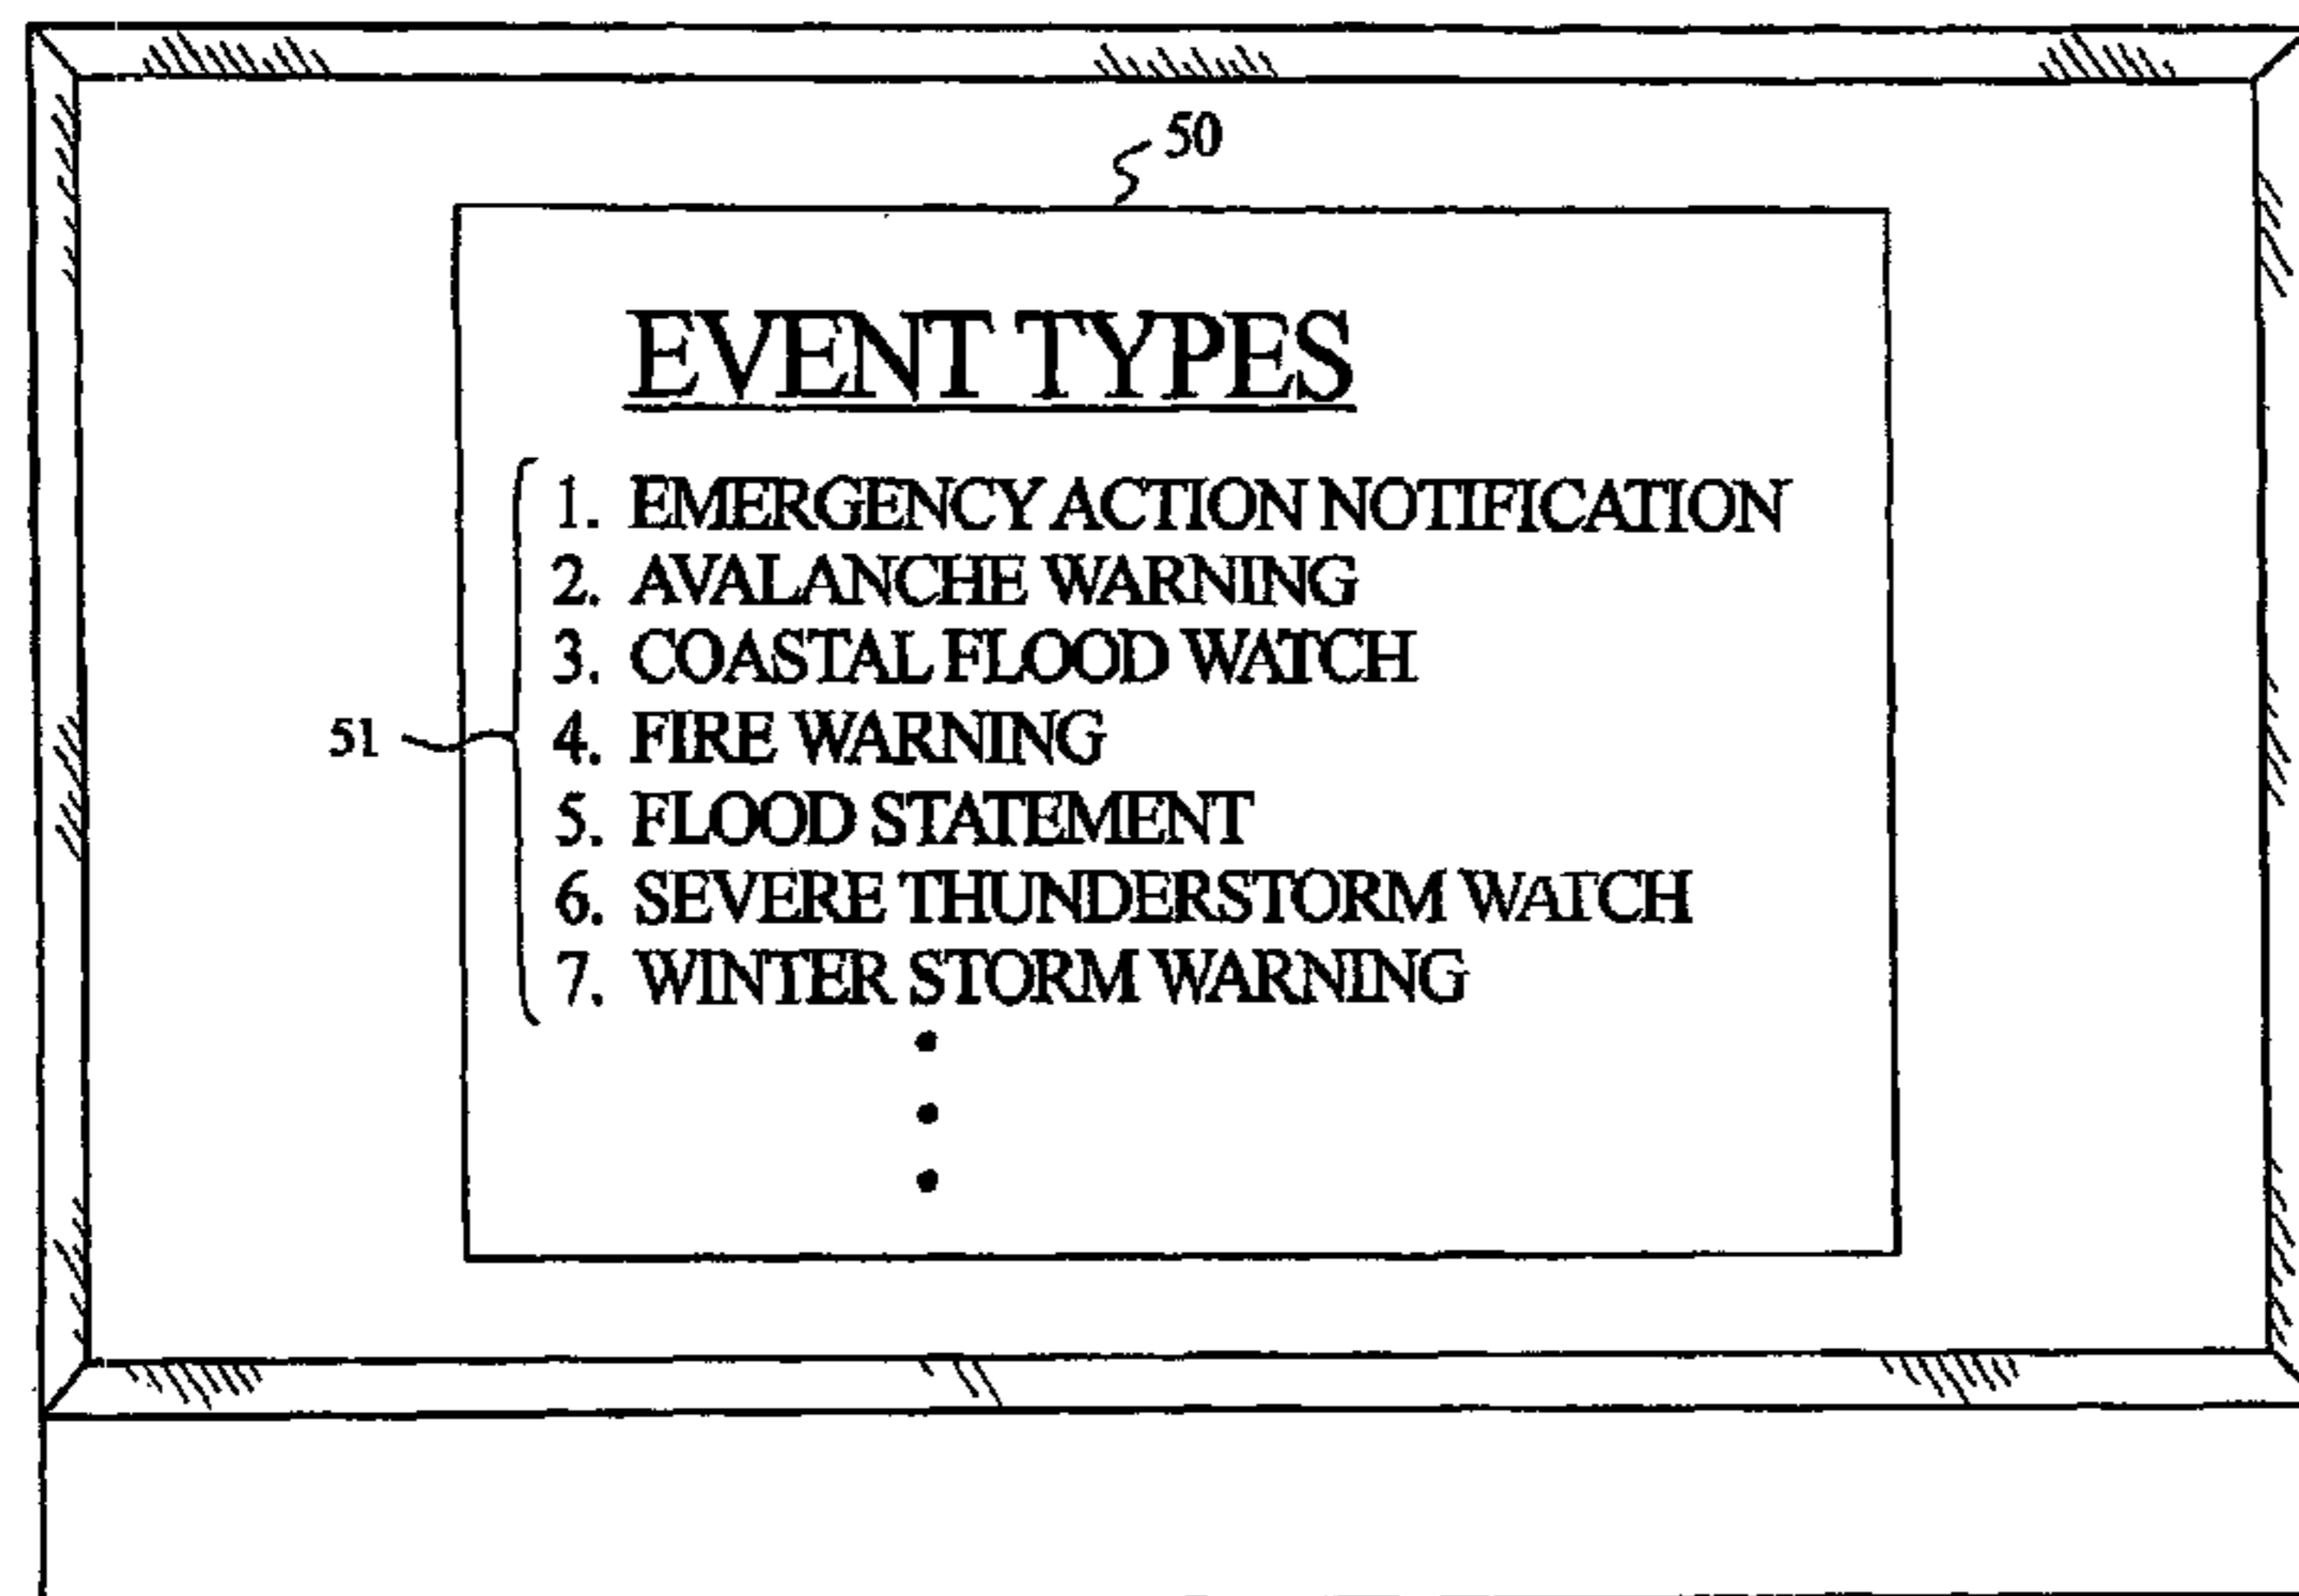 50
EVENT TYPES
1. EMERGENCY ACTION NOTIFICATION
2. AVALANCHE WARNING
3. COASTAL FLOOD WATCH
51
4. FIRE WARNING
5. FLOOD STATEMENT
6. SEVERE THUNDERSTORM WATCH
7. WINTER STORM WARNING